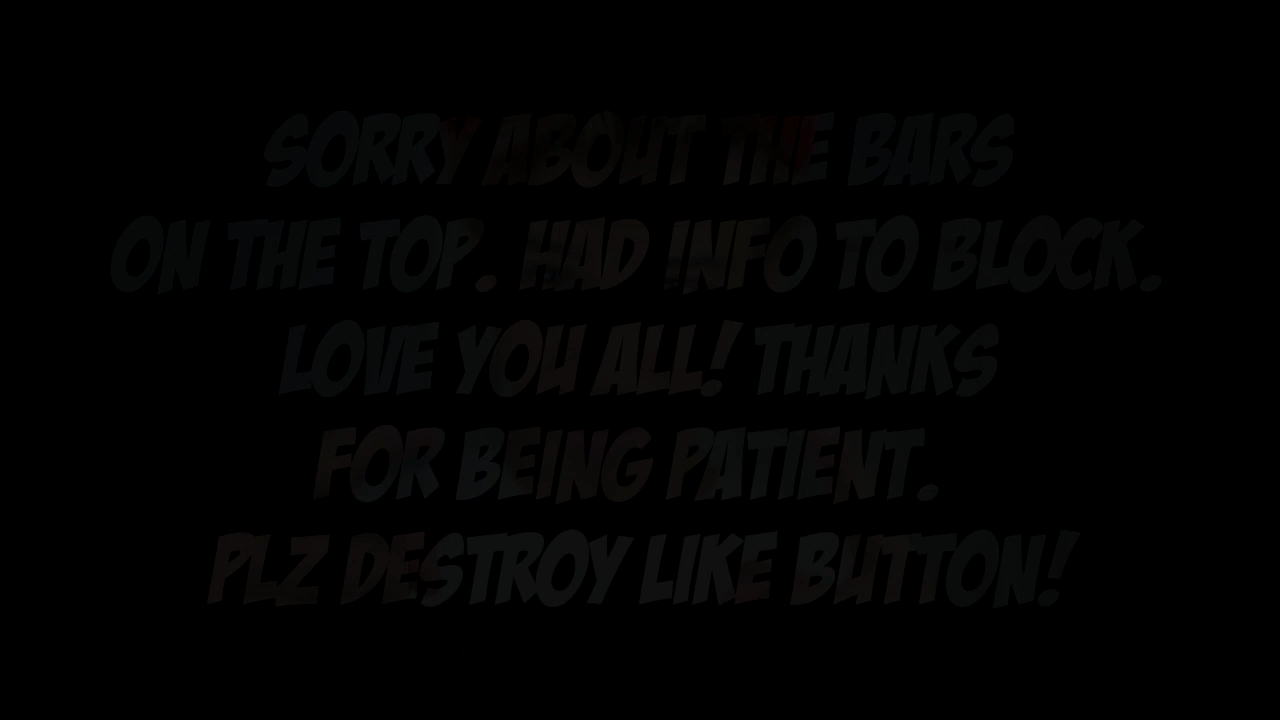 SORRY ABOUT THE BARS
ON THE TOP. HAD INFO TO BLOCK.
LOVE YOU ALL! THANKS
FOR BEING PATIENT.
PLZ DESTROY LIKE BUTTON!